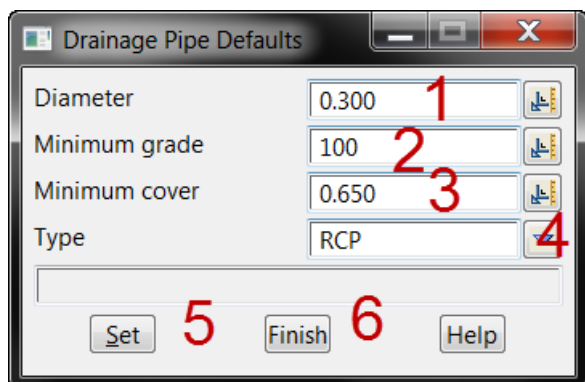 Drainage Pipe Defaults
Diameter 0.300 1
Minimum grade 100 2
Minimum cover 0.650 3
Type RCP 4
Set 5 Finish 6 Help